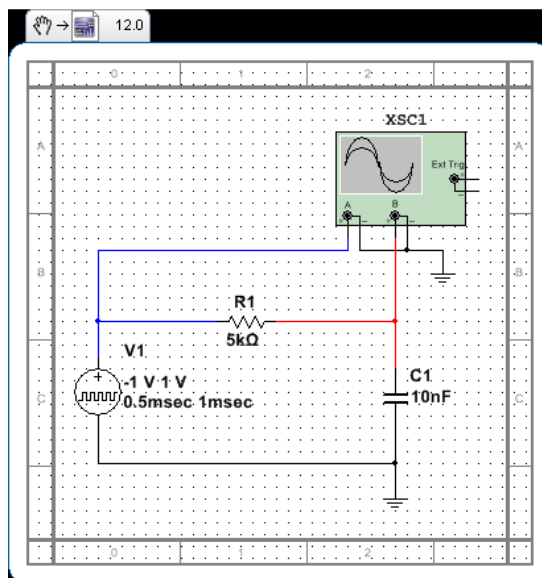 12.0
0 1 2
XSC1
A A
Ext Trig
+
A B
+ - + -
B B
R1
5kΩ
V1
+
-1 V 1 V
0.5msec 1msec
C1
10nF
C C
0 1 2